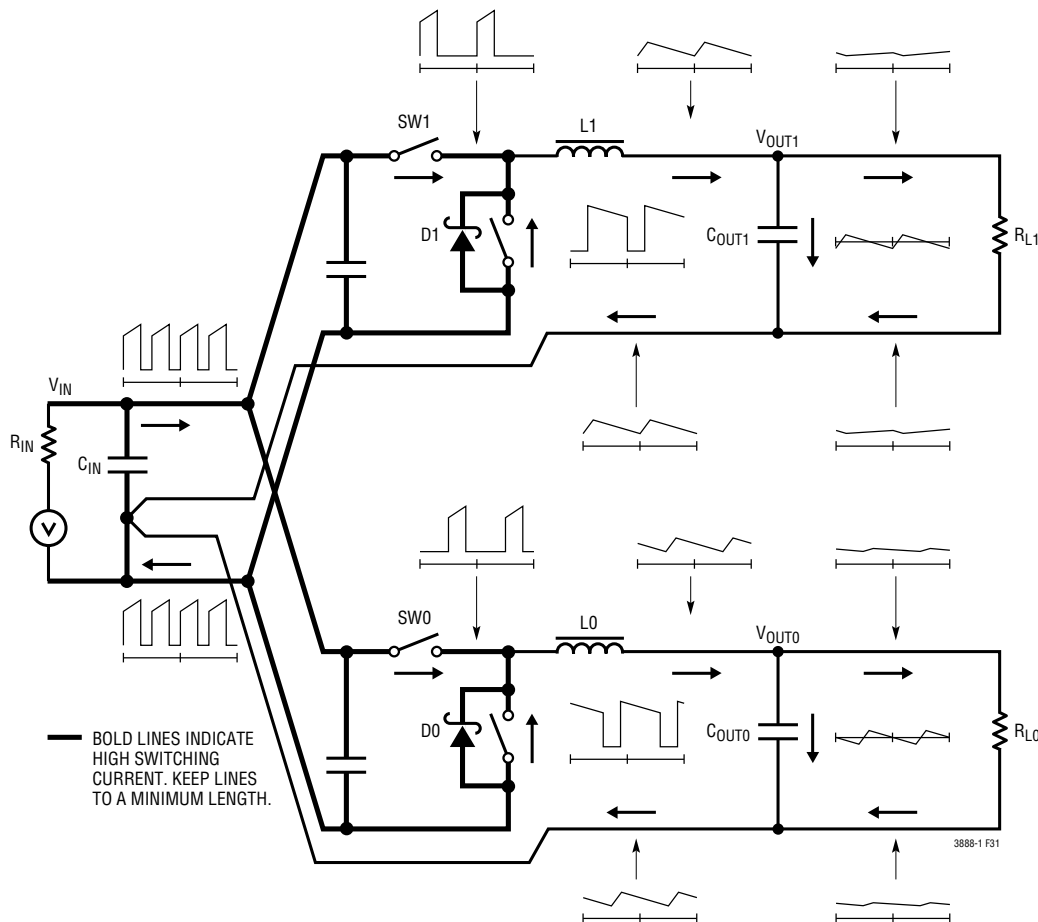 SW1
L1
VOUT1
D1
COUT1
RL1
VIN
RIN
CIN
V
SW0
L0
VOUT0
D0
COUT0
RL0
BOLD LINES INDICATE
HIGH SWITCHING
CURRENT. KEEP LINES
TO A MINIMUM LENGTH.
3888-1 F31